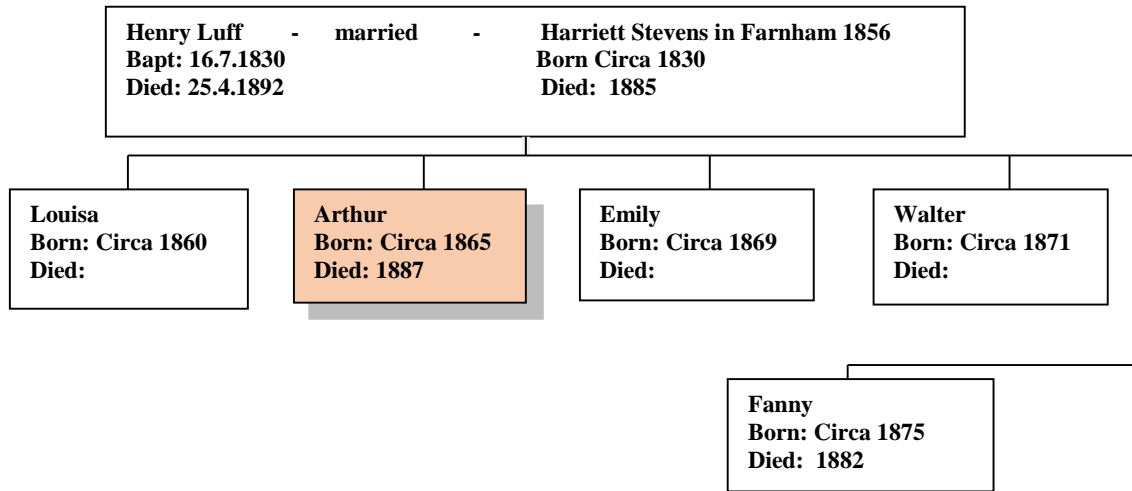 Henry Luff - married - Harriett Stevens in Farnham 1856
Bapt: 16.7.1830 Born Circa 1830
Died: 25.4.1892 Died: 1885
Louisa
Born: Circa 1860
Died:
Arthur
Born: Circa 1865
Died: 1887
Emily
Born: Circa 1869
Died:
Walter
Born: Circa 1871
Died:
Fanny
Born: Circa 1875
Died: 1882